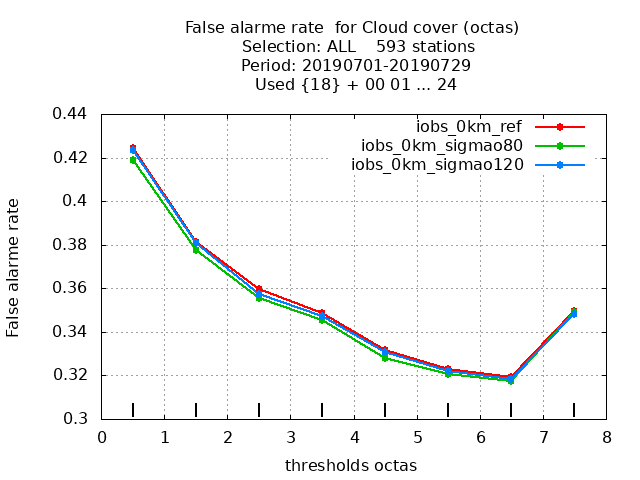 False alarme rate  for Cloud cover (octas)
Selection: ALL    593 stations
Period: 20190701-20190729
Used {18} + 00 01 ... 24
iobs_0km_ref
iobs_0km_sigmao80
iobs_0km_sigmao120
False alarme rate
0.44
0.42
0.4
0.38
0.36
0.34
0.32
0.3
0 1 2 3 4 5 6 7 8
thresholds octas